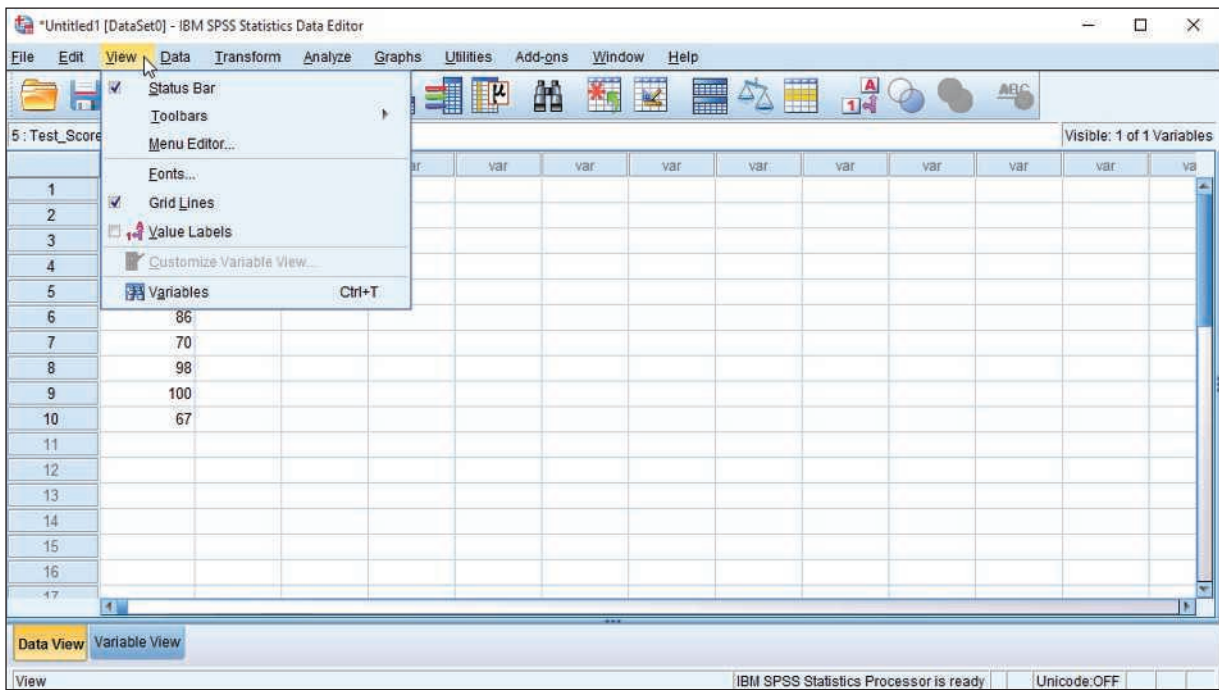 *Untitled1 [DataSet0] - IBM SPSS Statistics Data Editor
File Edit View Data Transform Analyze Graphs Utilities Add-ons Window Help
Status Bar
Toolbars
Menu Editor...
Fonts...
Grid Lines
Value Labels
Customize Variable View...
Variables Ctrl+T
μ A 1 ABC
5 : Test_Score Visible: 1 of 1 Variables
var var var var var var var var va
1
2
3
4
5
6 86
7 70
8 98
9 100
10 67
11
12
13
14
15
16
17
Data View Variable View
View IBM SPSS Statistics Processor is ready Unicode:OFF